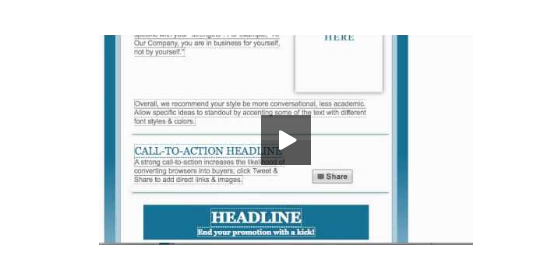 HERE
Our Company, you are in business for yourself,
not by yourself."
Overall, we recommend your style be more conversational, less academic.
Allow specific ideas to standout by accenting some of the text with different
font styles & colors.
CALL-TO-ACTION HEADLINE
A strong call-to-action increases the likelihood of
converting browsers into buyers; click Tweet &
Share to add direct links & images.
Share
HEADLINE
End your promotion with a kick!